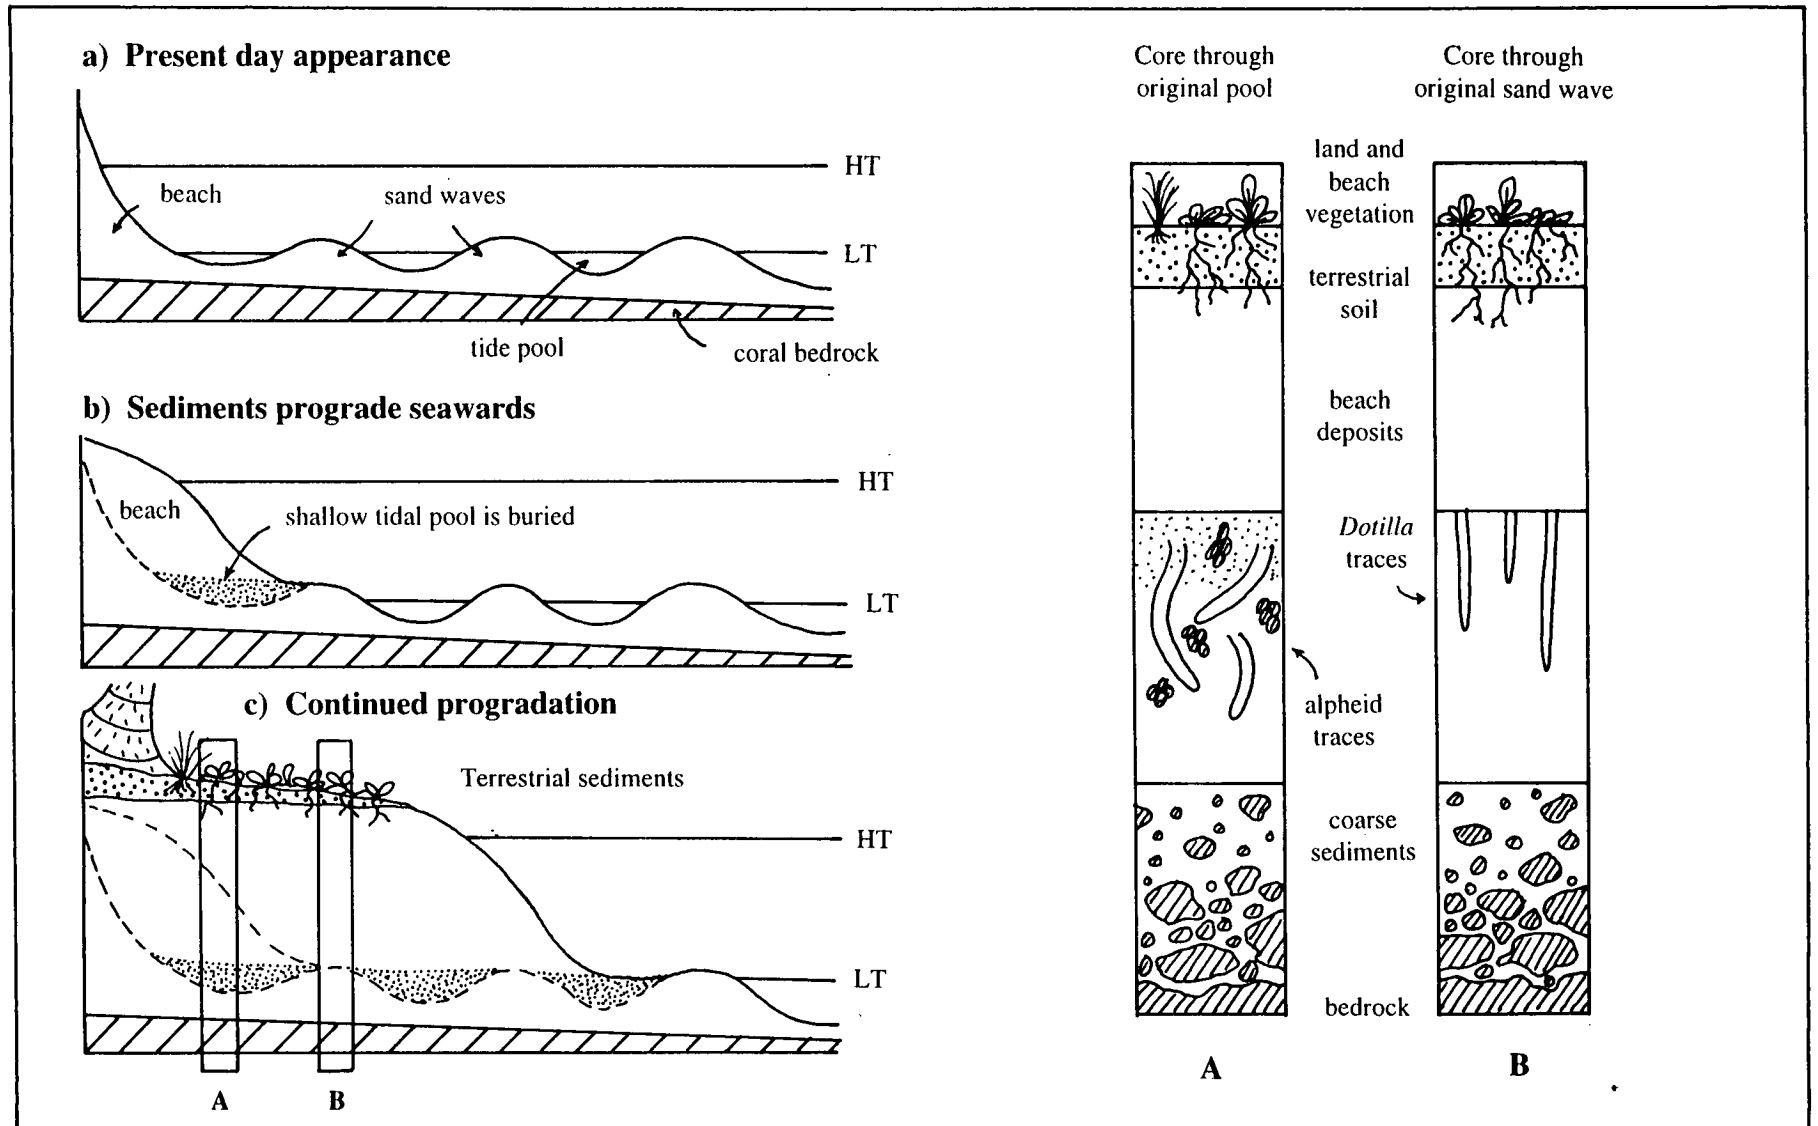 a) Present day appearance
HT
beach
sand waves
LT
tide pool
coral bedrock
b) Sediments prograde seawards
HT
beach
shallow tidal pool is buried
LT
c) Continued progradation
Terrestrial sediments
HT
LT
A
B
Core through
original pool
Core through
original sand wave
land and
beach
vegetation
terrestrial
soil
beach
deposits
Dotilla
traces
alpheid
traces
coarse
sediments
bedrock
A
B